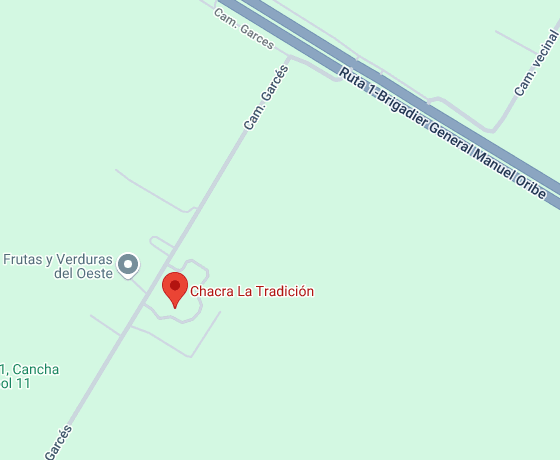 Cam. Garces
Cam. vecinal
Cam. Garcés
Ruta 1-Brigadier General Manuel Oribe
Frutas y Verduras
del Oeste
Chacra La Tradición
1, Cancha
ol 11
Garcés